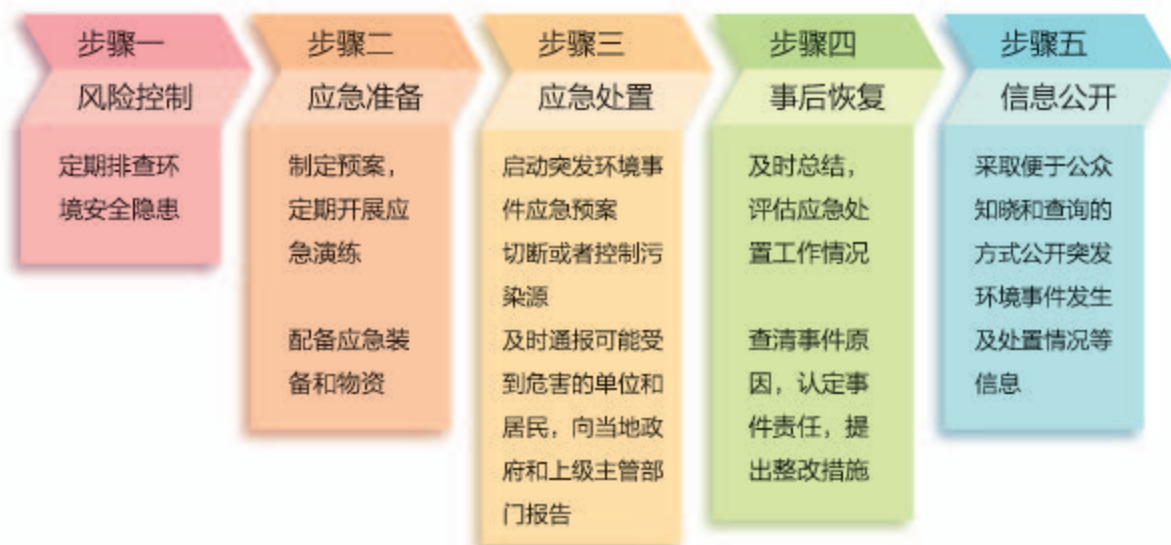 步骤一
风险控制
定期排查环
境安全隐患
步骤二
应急准备
制定预案，
定期开展应
急演练
配备应急装
备和物资
步骤三
应急处置
启动突发环境事
件应急预案
切断或者控制污
染源
及时通报可能受
到危害的单位和
居民，向当地政
府和上级主管部
门报告
步骤四
事后恢复
及时总结，
评估应急处
置工作情况
查清事件原
因，认定事
件责任，提
出整改措施
步骤五
信息公开
采取便于公众
知晓和查询的
方式公开突发
环境事件发生
及处置情况等
信息